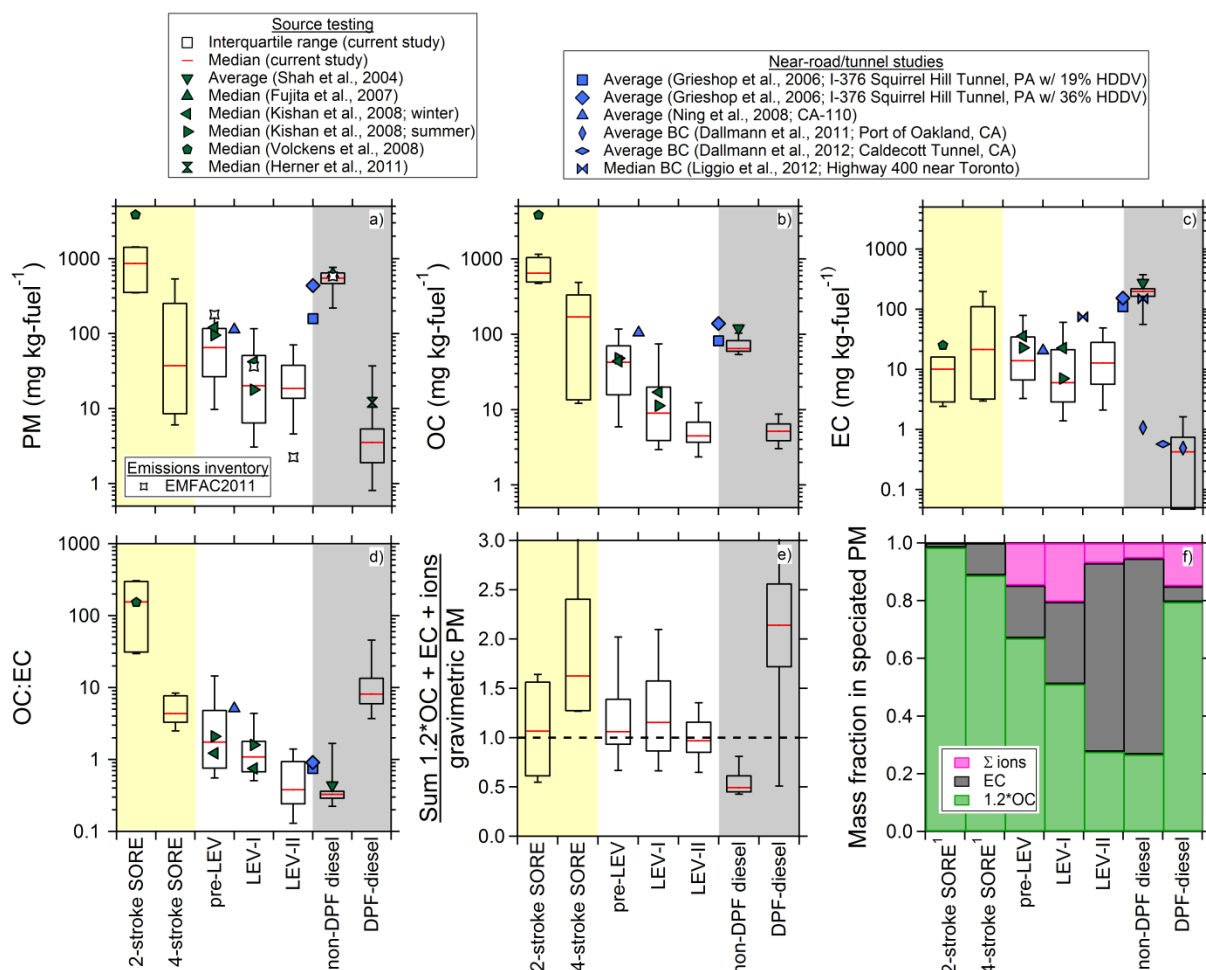 Source testing
Interquartile range (current study)
Median (current study)
Average (Shah et al., 2004)
Median (Fujita et al., 2007)
Median (Kishan et al., 2008; winter)
Median (Kishan et al., 2008; summer)
Median (Volckens et al., 2008)
Median (Herner et al., 2011)
Near-road/tunnel studies
Average (Grieshop et al., 2006; I-376 Squirrel Hill Tunnel, PA w/ 19% HDDV)
Average (Grieshop et al., 2006; I-376 Squirrel Hill Tunnel, PA w/ 36% HDDV)
Average (Ning et al., 2008; CA-110)
Average BC (Dallmann et al., 2011; Port of Oakland, CA)
Average BC (Dallmann et al., 2012; Caldecott Tunnel, CA)
Median BC (Liggio et al., 2012; Highway 400 near Toronto)
PM (mg kg-fuel⁻¹)
1000
100
10
1
a)
Emissions inventory
EMFAC2011
OC (mg kg-fuel⁻¹)
1000
100
10
1
b)
EC (mg kg-fuel⁻¹)
1000
100
10
1
0.1
c)
OC:EC
1000
100
10
1
0.1
d)
2-stroke SORE
4-stroke SORE
pre-LEV
LEV-I
LEV-II
non-DPF diesel
DPF-diesel
Sum 1.2*OC + EC + ions
gravimetric PM
3.0
2.5
2.0
1.5
1.0
0.5
0.0
e)
2-stroke SORE
4-stroke SORE
pre-LEV
LEV-I
LEV-II
non-DPF diesel
DPF-diesel
Mass fraction in speciated PM
1.0
0.8
0.6
0.4
0.2
0.0
f)
Σ ions
EC
1.2*OC
2-stroke SORE¹
4-stroke SORE¹
pre-LEV
LEV-I
LEV-II
non-DPF diesel
DPF-diesel